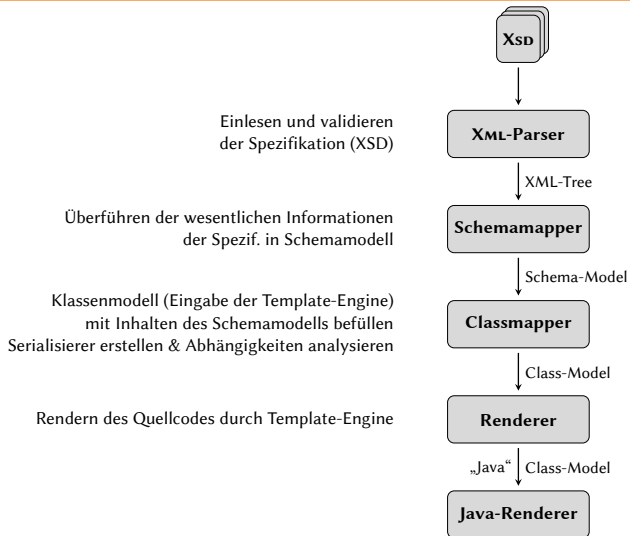 XSD
Einlesen und validieren
der Spezifikation (XSD)
XML-Parser
XML-Tree
Überführen der wesentlichen Informationen
der Spezif. in Schemamodell
Schemamapper
Schema-Model
Klassenmodell (Eingabe der Template-Engine)
mit Inhalten des Schemamodells befüllen
Serialisierer erstellen & Abhängigkeiten analysieren
Classmapper
Class-Model
Rendern des Quellcodes durch Template-Engine
Renderer
„Java“ Class-Model
Java-Renderer